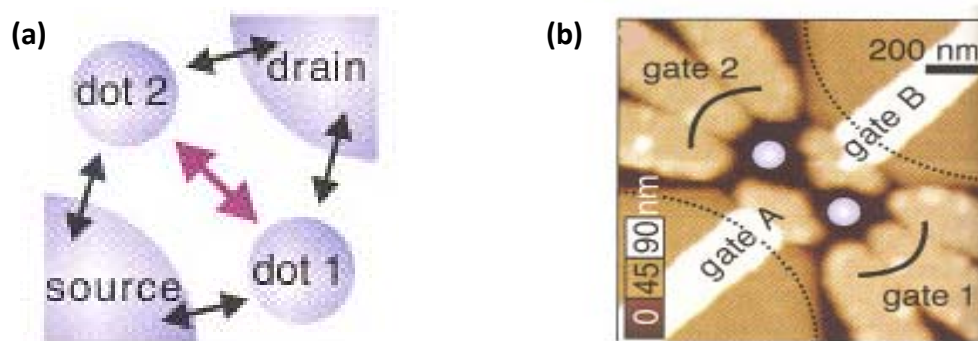 (a)
dot 2
drain
source
dot 1
(b)
200 nm
gate 2
gate B
gate A
gate 1
0 45 90 nm